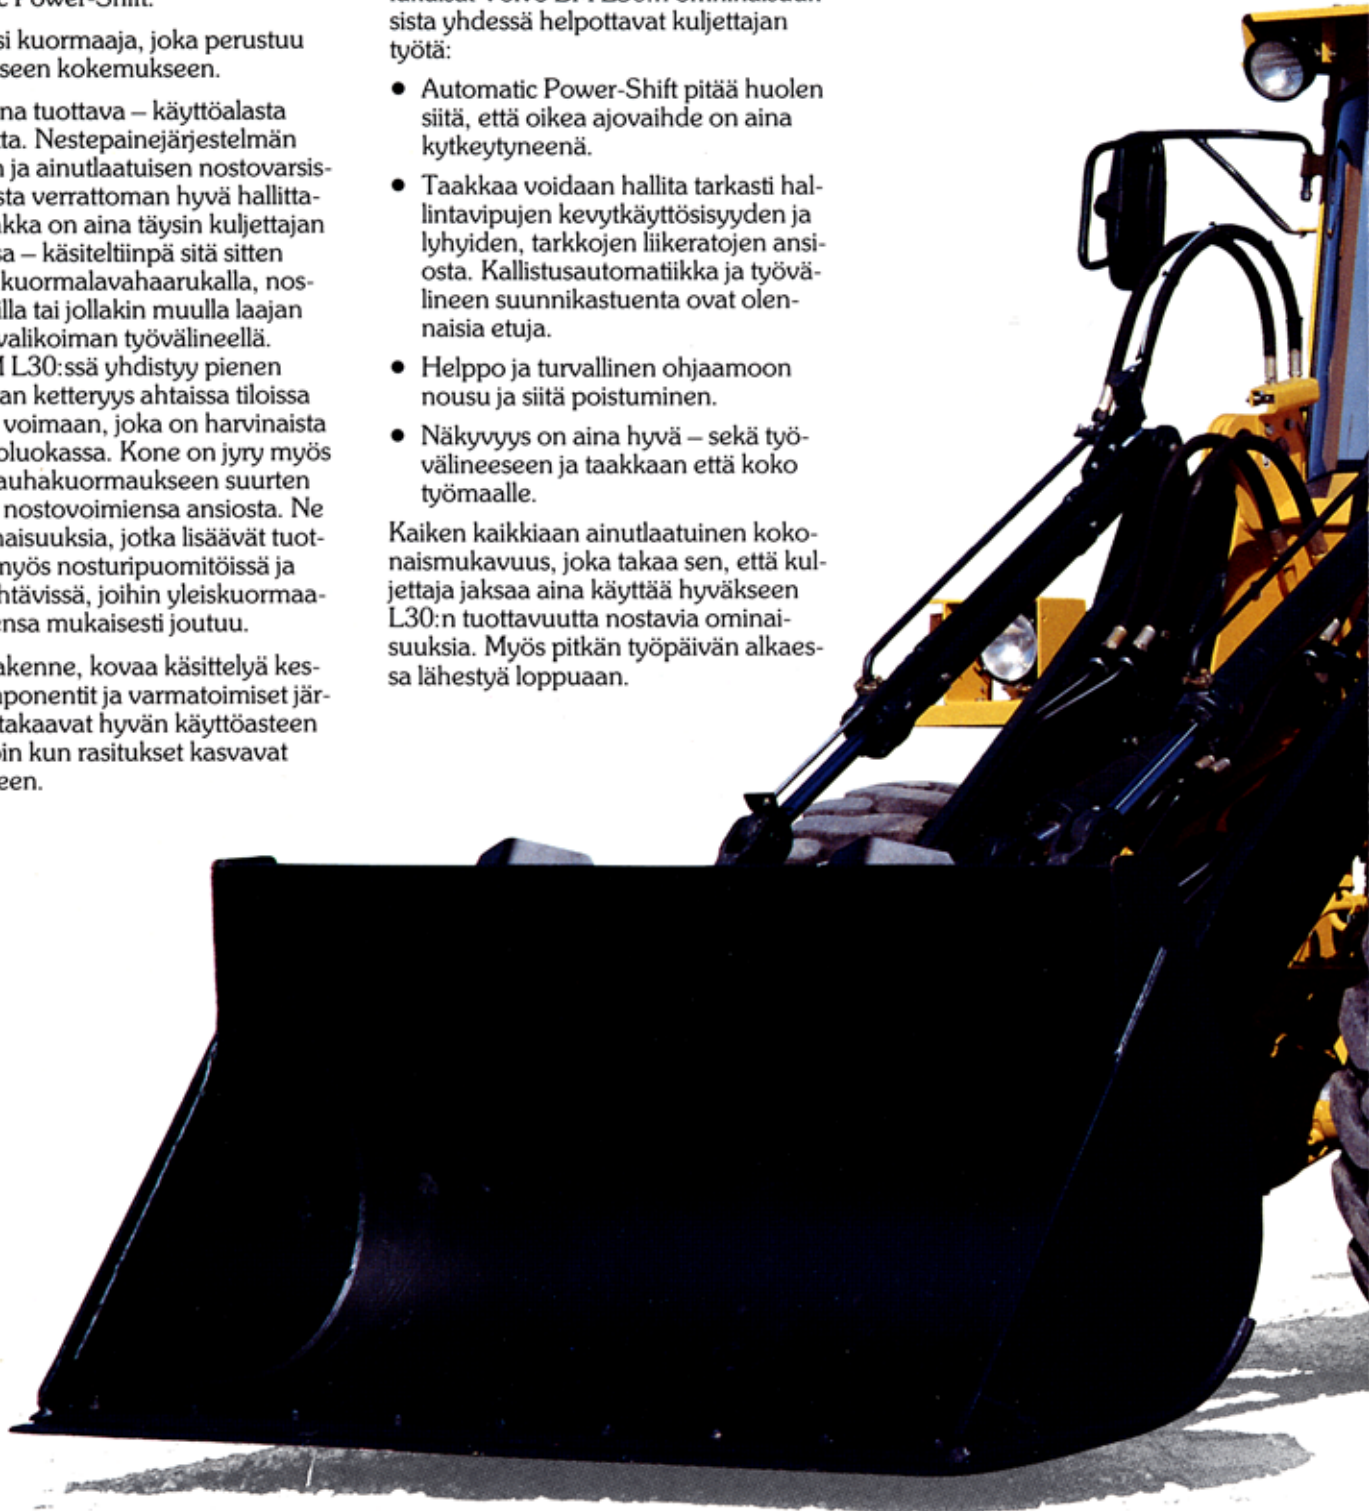 Power-Shift.
si kuormaaja, joka perustuu
seen kokemukseen.
na tuottava – käyttöalasta
ta. Nestepainejärjestelmän
n ja ainutlaatuisen nostovarsis-
sta verrattoman hyvä hallitta-
kka on aina täysin kuljettajan
sa – käsiteltiinpä sitä sitten
kuormalavahaarukalla, nos-
illa tai jollakin muulla laajan
valikoiman työvälineellä.
M L30:ssä yhdistyy pienen
an ketteryys ahtaissa tiloissa
voimaan, joka on harvinaista
oluokassa. Kone on jyry myös
auhakuormaukseen suurten
nostovoimiensa ansiosta. Ne
naisuuksia, jotka lisäävät tuot-
myös nosturipuomitöissä ja
htävissä, joihin yleiskuormaa-
ensa mukaisesti joutuu.
akenne, kovaa käsittelyä kes-
nponentit ja varmatoimiset jär-
takaavat hyvän käyttöasteen
oin kun rasitukset kasvavat
een.
sista yhdessä helpottavat kuljettajan
työtä:
● Automatic Power-Shift pitää huolen
siitä, että oikea ajovaihde on aina
kytkeytyneenä.
● Taakkaa voidaan hallita tarkasti hal-
lintavipujen kevytkäyttösisyyden ja
lyhyiden, tarkkojen liikeratojen ansi-
osta. Kallistusautomatiikka ja työvä-
lineen suunnikastuenta ovat olen-
naisia etuja.
● Helppo ja turvallinen ohjaamoon
nousu ja siitä poistuminen.
● Näkyvyys on aina hyvä – sekä työ-
välineeseen ja taakkaan että koko
työmaalle.
Kaiken kaikkiaan ainutlaatuinen koko-
naismukavuus, joka takaa sen, että kul-
jettaja jaksaa aina käyttää hyväkseen
L30:n tuottavuutta nostavia ominai-
suuksia. Myös pitkän työpäivän alkaes-
sa lähestyä loppuaan.